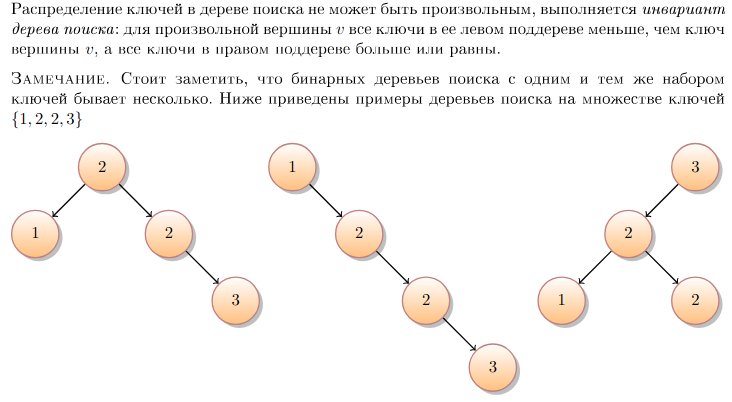 Распределение ключей в дереве поиска не может быть произвольным, выполняется инвариант
дерева поиска: для произвольной вершины v все ключи в ее левом поддереве меньше, чем ключ
вершины v, а все ключи в правом поддереве больше или равны.
Замечание. Стоит заметить, что бинарных деревьев поиска с одним и тем же набором
ключей бывает несколько. Ниже приведены примеры деревьев поиска на множестве ключей
{1, 2, 2, 3}
2 1 3
1 2 2 2
3 2 1 2
3